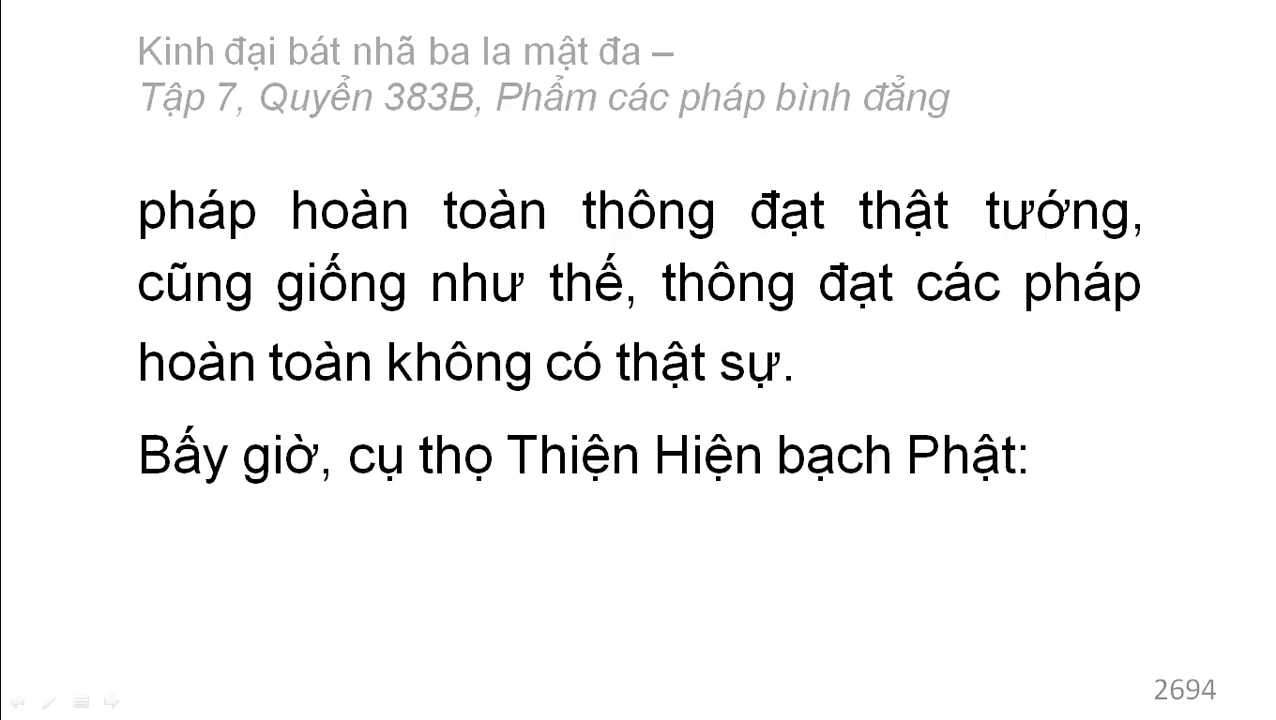 Kinh đại bát nhã ba la mật đa –
Tập 7, Quyển 383B, Phẩm các pháp bình đẳng
pháp hoàn toàn thông đạt thật tướng,
cũng giống như thế, thông đạt các pháp
hoàn toàn không có thật sự.
Bấy giờ, cụ thọ Thiện Hiện bạch Phật:
2694